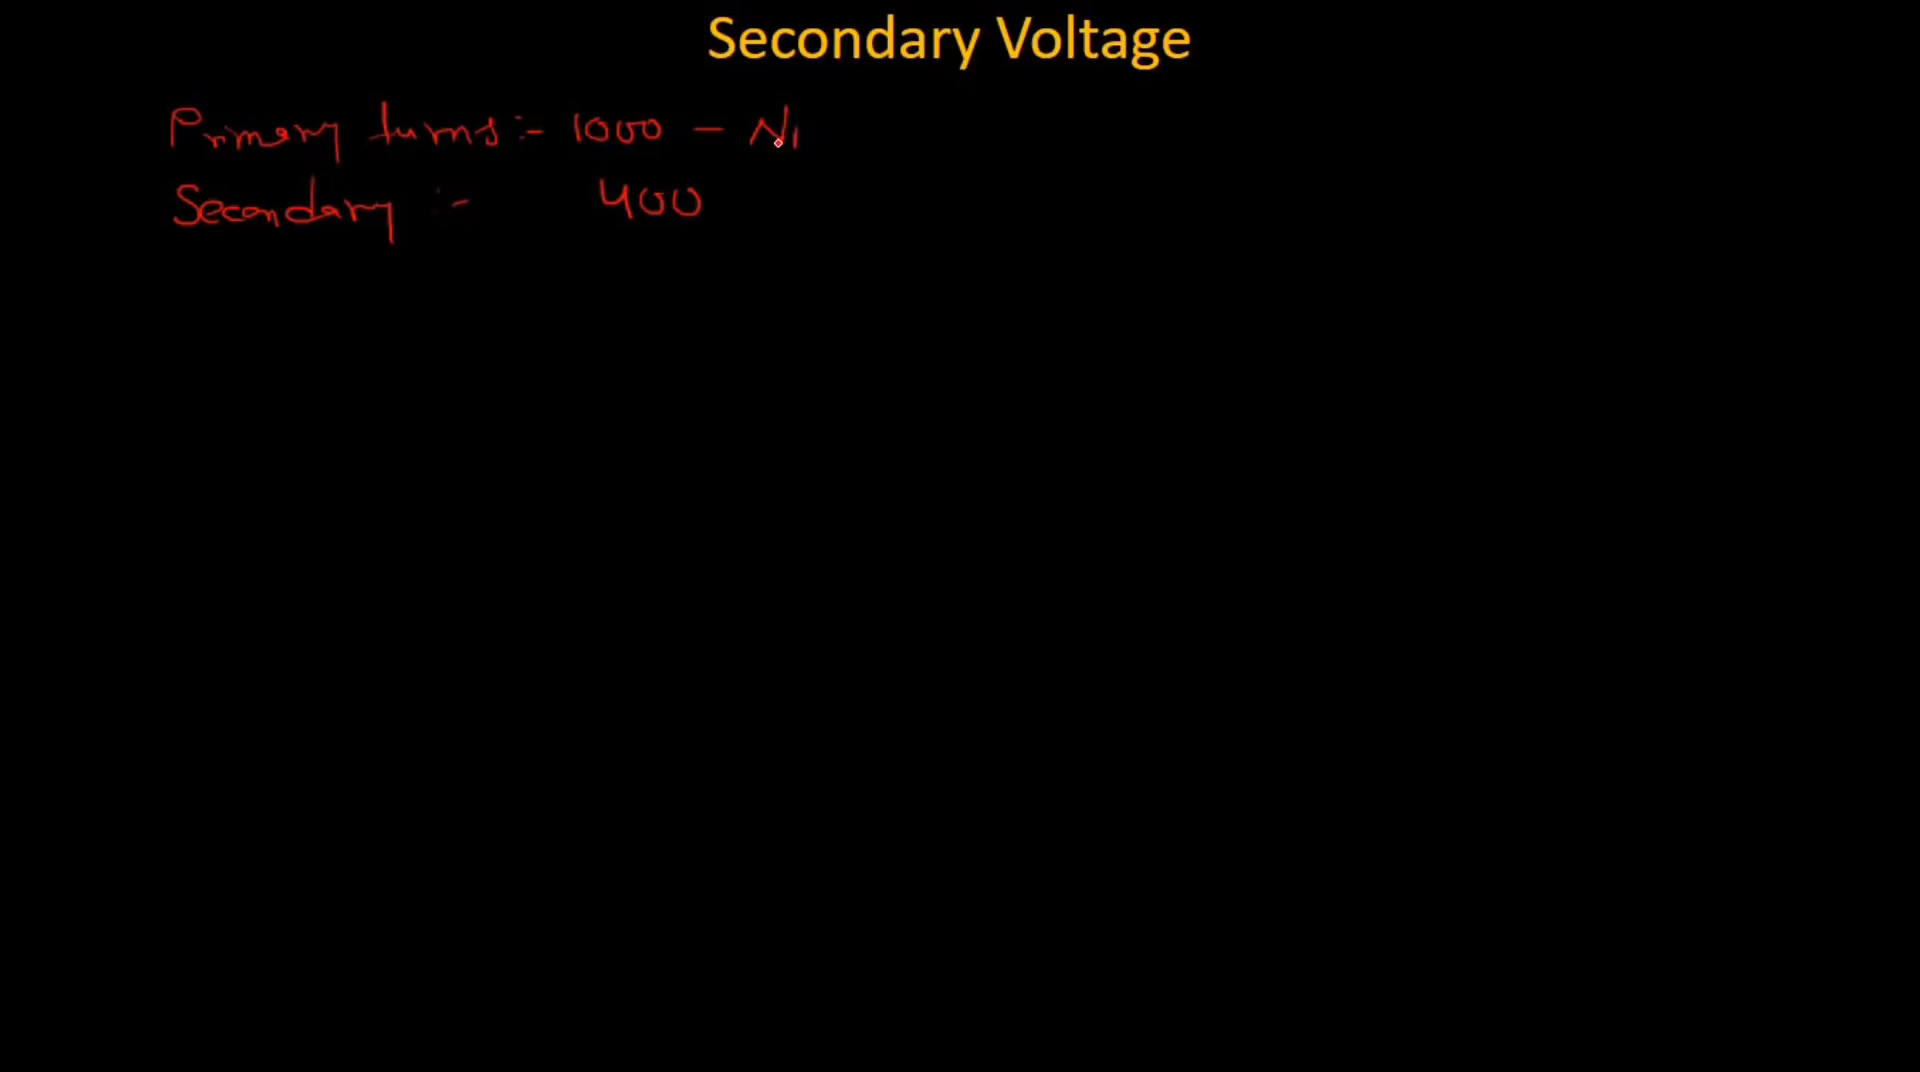 Secondary Voltage
Primary turns :- 1000 - N1
Secondary :- 400